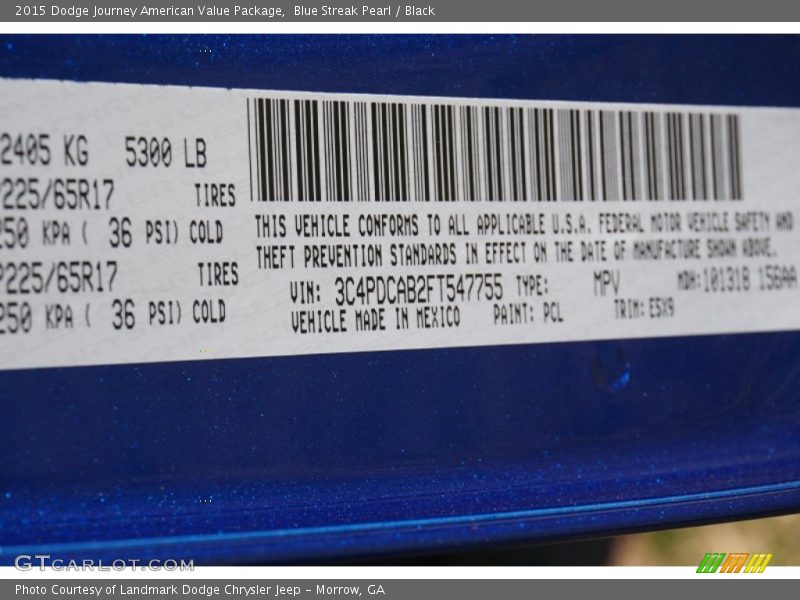 2015 Dodge Journey American Value Package,  Blue Streak Pearl / Black
2405 KG  5300 LB
P225/65R17  TIRES
250 KPA ( 36 PSI) COLD
P225/65R17  TIRES
250 KPA ( 36 PSI) COLD
THIS VEHICLE CONFORMS TO ALL APPLICABLE U.S.A. FEDERAL MOTOR VEHICLE SAFETY AND
THEFT PREVENTION STANDARDS IN EFFECT ON THE DATE OF MANUFACTURE SHOWN ABOVE.
VIN: 3C4PDCAB2FT547755 TYPE: MPV MDH:101318 156AA
VEHICLE MADE IN MEXICO PAINT: PCL TRIM: E5X9
GTCARLOT.COM
Photo Courtesy of Landmark Dodge Chrysler Jeep – Morrow, GA